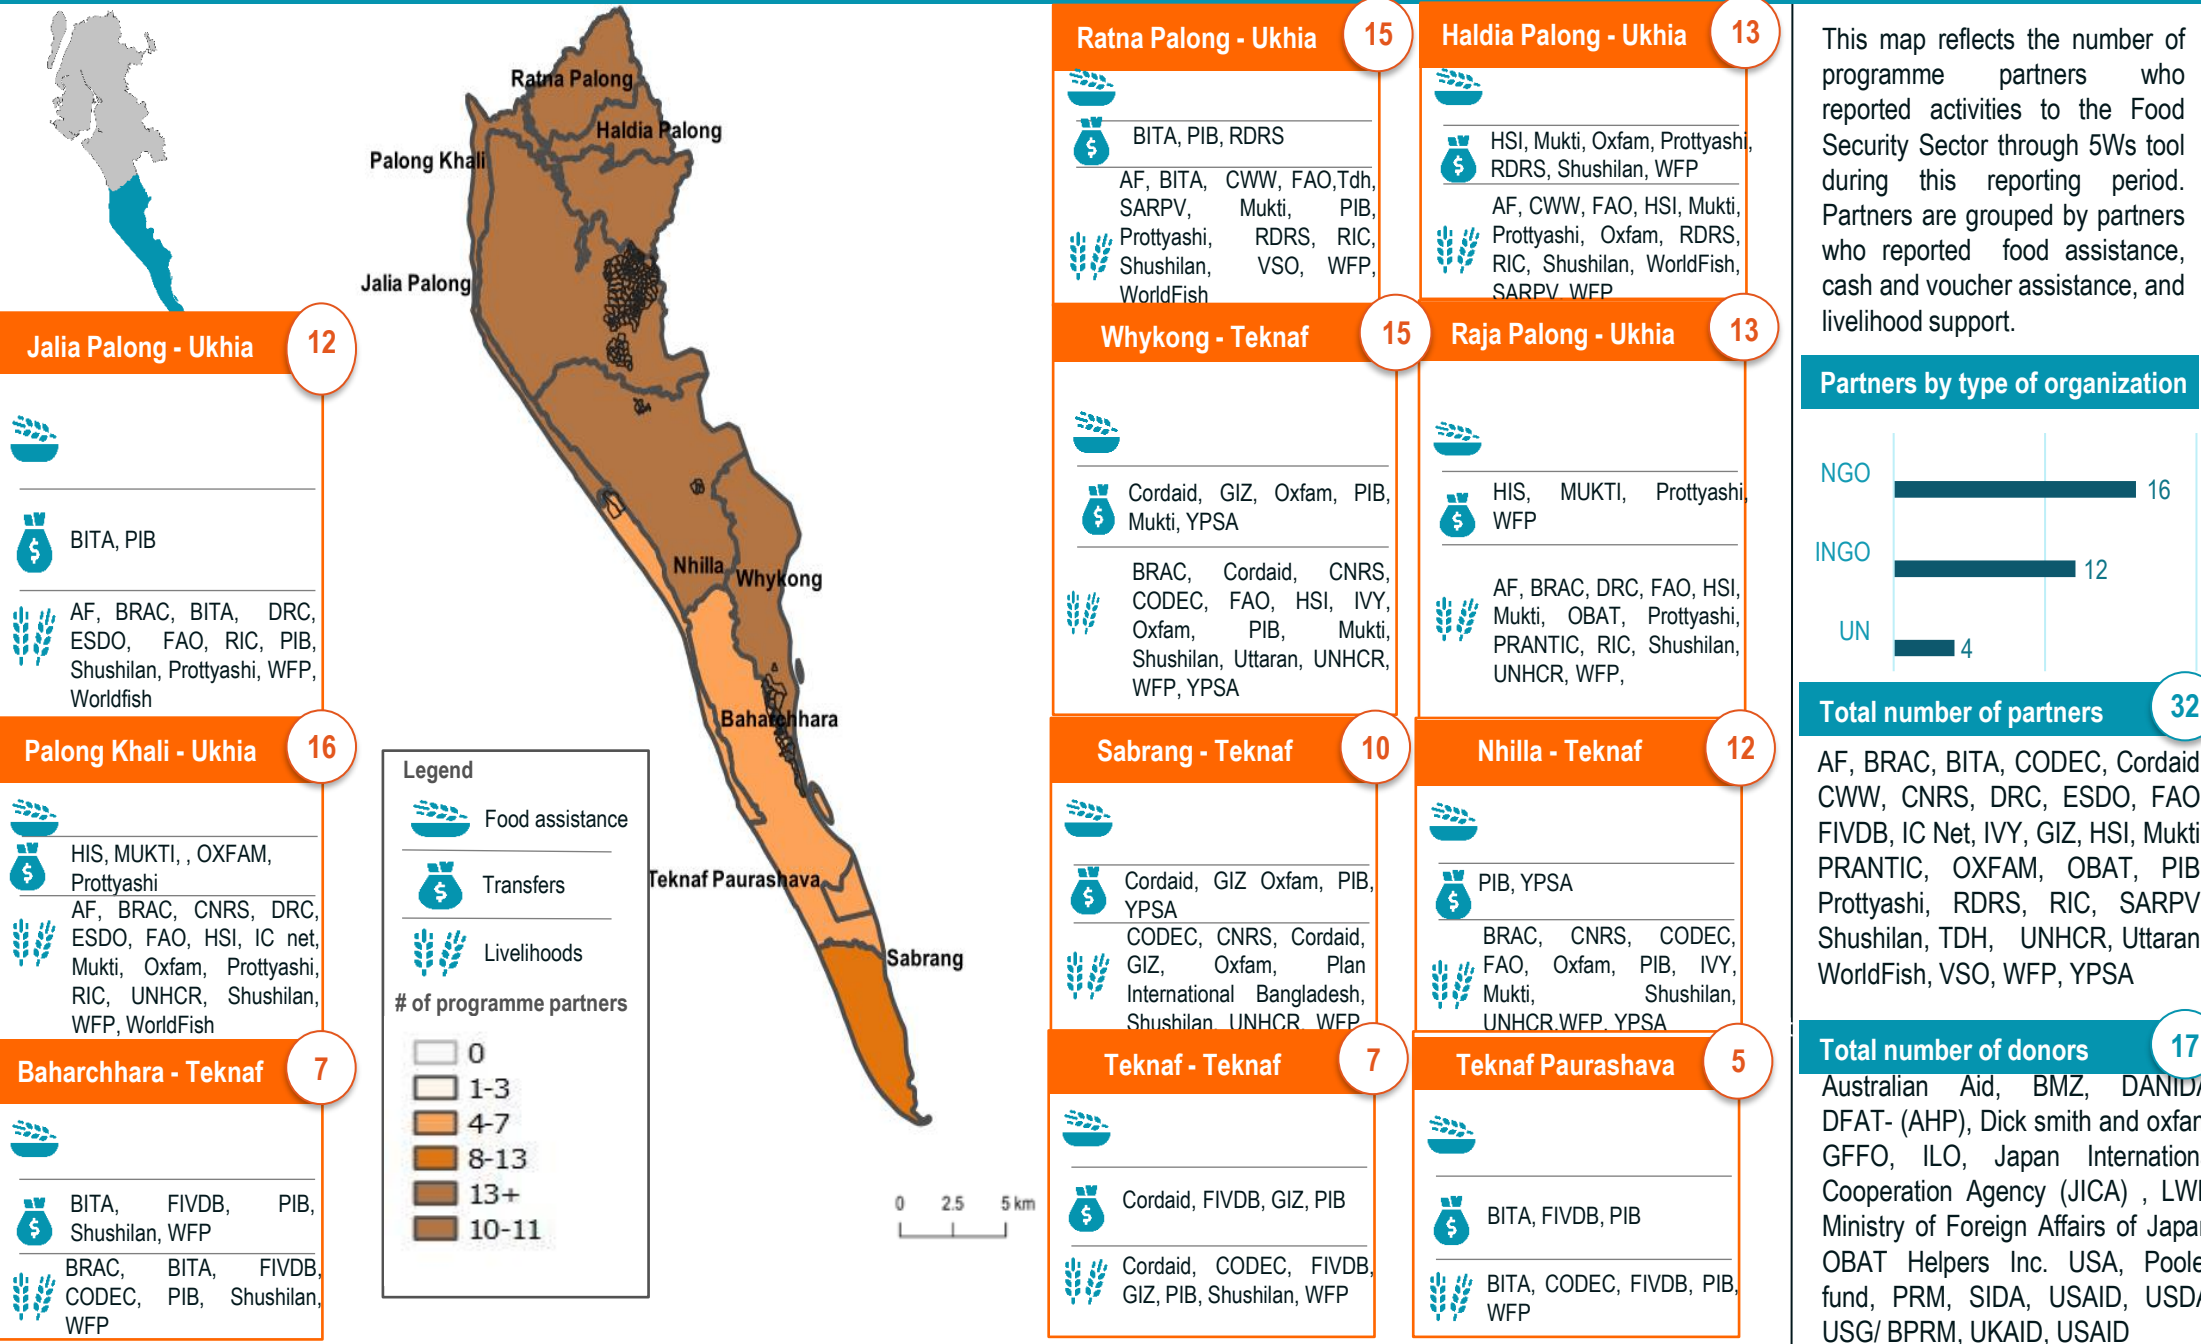 Ratna Palong
Haldia Palong
Palong Khali
Jalia Palong
Nhilla
Whykong
Baharchhara
Teknaf Paurashava
Sabrang
Jalia Palong - Ukhia
12
BITA, PIB
AF, BRAC, BITA, DRC,
ESDO, FAO, RIC, PIB,
Shushilan, Prottyashi, WFP,
Worldfish
Palong Khali - Ukhia
16
HIS, MUKTI, , OXFAM,
Prottyashi
AF, BRAC, CNRS, DRC,
ESDO, FAO, HSI, IC net,
Mukti, Oxfam, Prottyashi,
RIC, UNHCR, Shushilan,
WFP, WorldFish
Baharchhara - Teknaf
7
BITA, FIVDB, PIB,
Shushilan, WFP
BRAC, BITA, FIVDB,
CODEC, PIB, Shushilan,
WFP
Legend
Food assistance
Transfers
Livelihoods
# of programme partners
0
1-3
4-7
8-13
13+
10-11
0 2.5 5 km
Ratna Palong - Ukhia
15
BITA, PIB, RDRS
AF, BITA, CWW, FAO,Tdh,
SARPV, Mukti, PIB,
Prottyashi, RDRS, RIC,
Shushilan, VSO, WFP,
WorldFish
Haldia Palong - Ukhia
13
HSI, Mukti, Oxfam, Prottyashi,
RDRS, Shushilan, WFP
AF, CWW, FAO, HSI, Mukti,
Prottyashi, Oxfam, RDRS,
RIC, Shushilan, WorldFish,
SARPV, WFP
Whykong - Teknaf
15
Cordaid, GIZ, Oxfam, PIB,
Mukti, YPSA
BRAC, Cordaid, CNRS,
CODEC, FAO, HSI, IVY,
Oxfam, PIB, Mukti,
Shushilan, Uttaran, UNHCR,
WFP, YPSA
Raja Palong - Ukhia
13
HIS, MUKTI, Prottyashi,
WFP
AF, BRAC, DRC, FAO, HSI,
Mukti, OBAT, Prottyashi,
PRANTIC, RIC, Shushilan,
UNHCR, WFP,
Sabrang - Teknaf
10
Cordaid, GIZ Oxfam, PIB,
YPSA
CODEC, CNRS, Cordaid,
GIZ, Oxfam, Plan
International Bangladesh,
Shushilan, UNHCR, WFP
Nhilla - Teknaf
12
PIB, YPSA
BRAC, CNRS, CODEC,
FAO, Oxfam, PIB, IVY,
Mukti, Shushilan,
UNHCR,WFP, YPSA
Teknaf - Teknaf
7
Cordaid, FIVDB, GIZ, PIB
Cordaid, CODEC, FIVDB,
GIZ, PIB, Shushilan, WFP
Teknaf Paurashava
5
BITA, FIVDB, PIB
BITA, CODEC, FIVDB, PIB,
WFP
This map reflects the number of
programme partners who
reported activities to the Food
Security Sector through 5Ws tool
during this reporting period.
Partners are grouped by partners
who reported food assistance,
cash and voucher assistance, and
livelihood support.
Partners by type of organization
NGO 16
INGO 12
UN 4
Total number of partners
32
AF, BRAC, BITA, CODEC, Cordaid
CWW, CNRS, DRC, ESDO, FAO
FIVDB, IC Net, IVY, GIZ, HSI, Mukti
PRANTIC, OXFAM, OBAT, PIB
Prottyashi, RDRS, RIC, SARPV
Shushilan, TDH, UNHCR, Uttaran
WorldFish, VSO, WFP, YPSA
Total number of donors
17
Australian Aid, BMZ, DANIDA
DFAT- (AHP), Dick smith and oxfam
GFFO, ILO, Japan Internation
Cooperation Agency (JICA) ,
Ministry of Foreign Affairs of Japan
OBAT Helpers Inc. USA, Poole
fund, PRM, SIDA, USAID, USDA
USG/ BPRM, UKAID, USAID